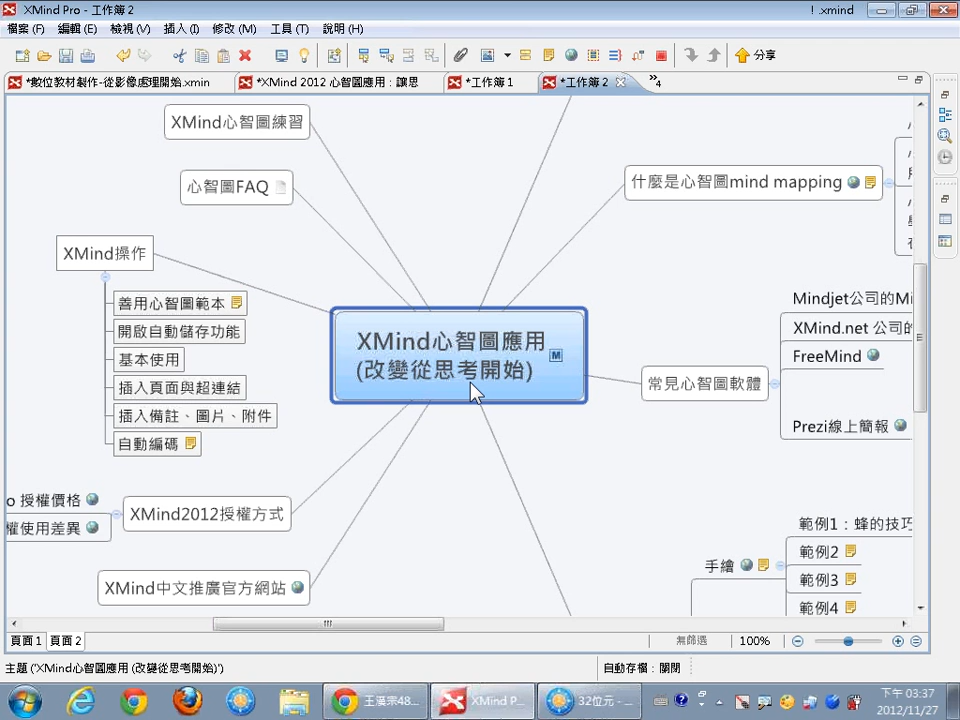 XMind Pro - 工作簿 2
! .xmind
檔案 (F) 編輯 (E) 檢視 (V) 插入 (I) 修改 (M) 工具 (T) 說明 (H)
分享
*數位教材製作-從影像處理開始.xmin
*XMind 2012 心智圖應用：讓思
*工作簿 1
*工作簿 2
»4
XMind心智圖練習
心智圖FAQ
什麼是心智圖mind mapping
XMind操作
善用心智圖範本
開啟自動儲存功能
基本使用
插入頁面與超連結
插入備註、圖片、附件
自動編碼
XMind心智圖應用
(改變從思考開始)
Mindjet公司的Mi
XMind.net 公司的
FreeMind
常見心智圖軟體
Prezi線上簡報
o 授權價格
權使用差異
XMind2012授權方式
XMind中文推廣官方網站
範例1：蜂的技巧
手繪
範例2
範例3
範例4
頁面 1 頁面 2
無篩選
100%
主題 ('XMind心智圖應用 (改變從思考開始)')
自動存檔：關閉
王漢宗48...
XMind P...
32位元 - ...
下午 03:37
2012/11/27